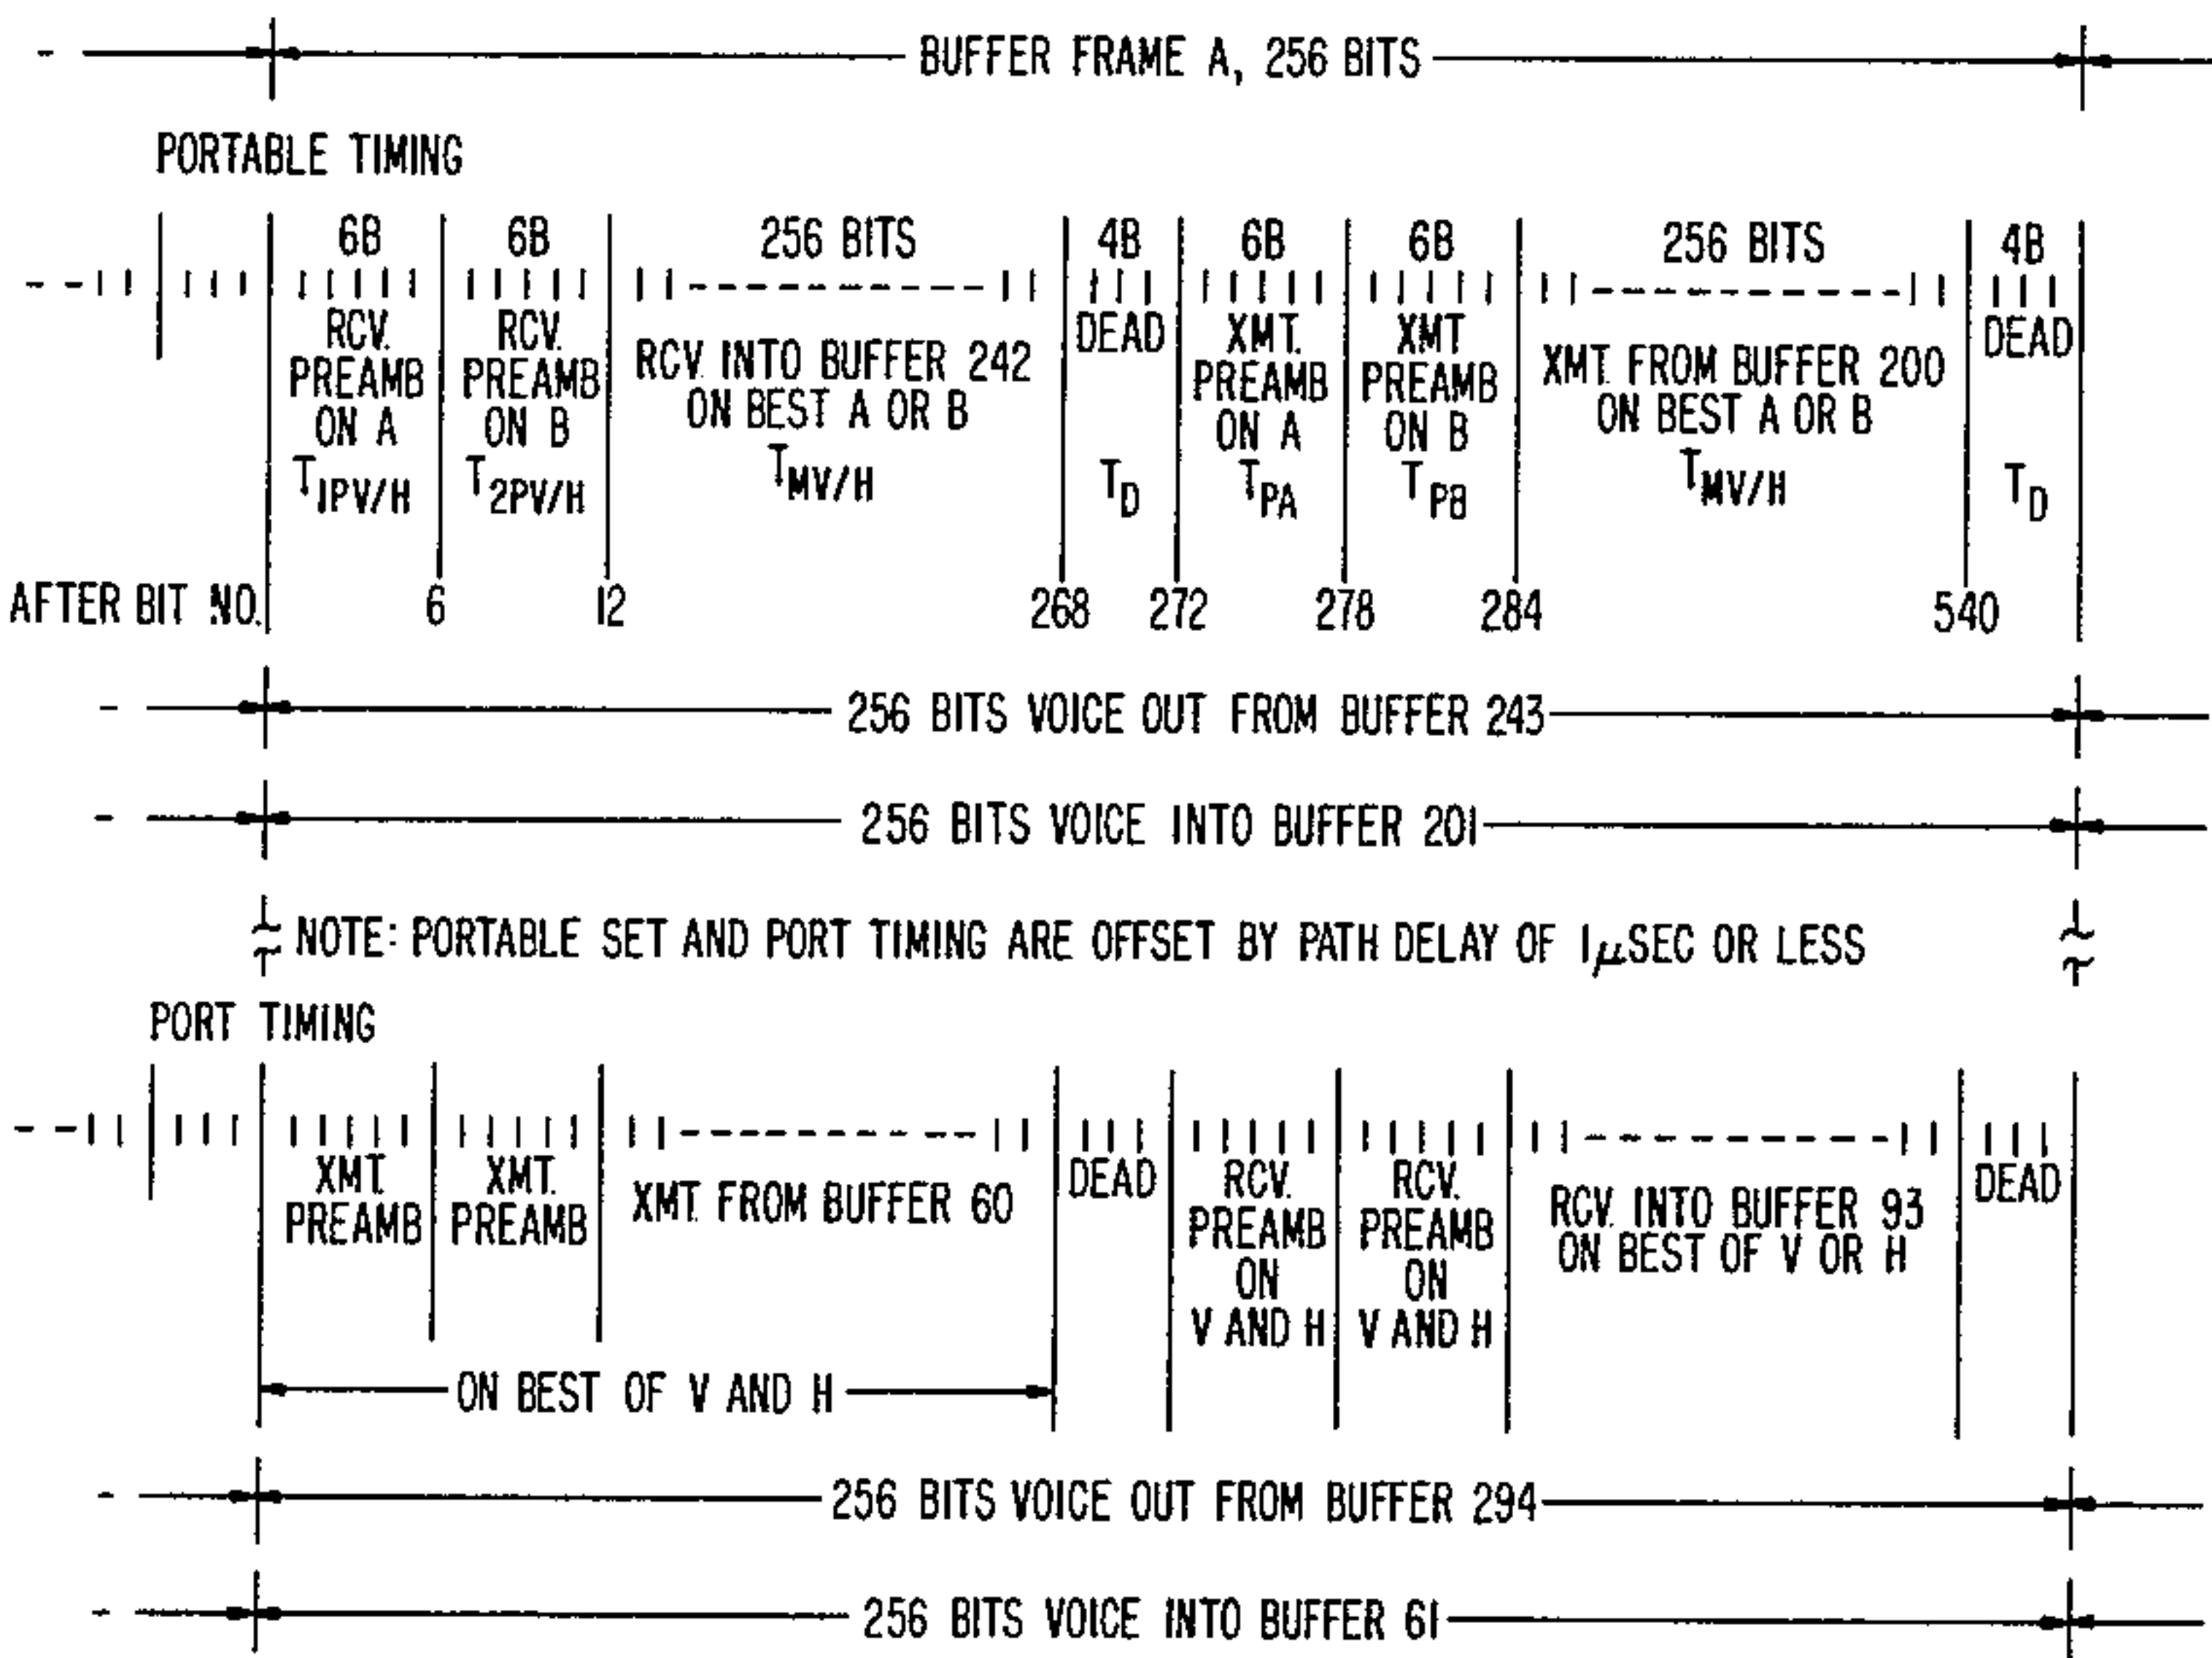 BUFFER FRAME A, 256 BITS
PORTABLE TIMING
6B 6B 256 BITS 4B 6B 6B 256 BITS 4B
RCV. PREAMB ON A T1PV/H
RCV. PREAMB ON B T2PV/H
RCV. INTO BUFFER 242 ON BEST A OR B TMV/H
DEAD TD
XMT. PREAMB ON A TPA
XMT PREAMB ON B TPB
XMT. FROM BUFFER 200 ON BEST A OR B TMV/H
DEAD TD
AFTER BIT NO. 6 12 268 272 278 284 540
256 BITS VOICE OUT FROM BUFFER 243
256 BITS VOICE INTO BUFFER 201
NOTE: PORTABLE SET AND PORT TIMING ARE OFFSET BY PATH DELAY OF 1μSEC OR LESS
PORT TIMING
XMT. PREAMB
XMT. PREAMB
XMT. FROM BUFFER 60
DEAD
RCV. PREAMB ON V AND H
RCV. PREAMB ON V AND H
RCV. INTO BUFFER 93 ON BEST OF V OR H
DEAD
ON BEST OF V AND H
256 BITS VOICE OUT FROM BUFFER 294
256 BITS VOICE INTO BUFFER 61